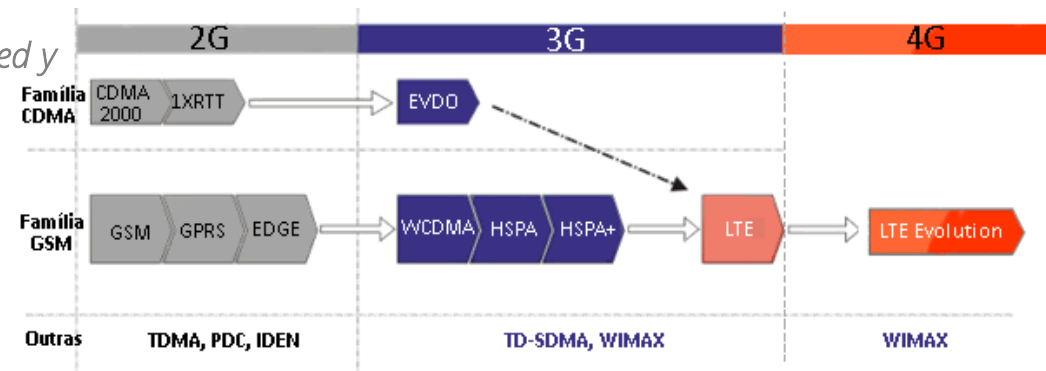 2G 3G 4G
ed y
Família CDMA
CDMA 2000 1XRTT EVDO
Família GSM
GSM GPRS EDGE WCDMA HSPA HSPA+ LTE LTE Evolution
Outras TDMA, PDC, IDEN TD-SDMA, WIMAX WIMAX